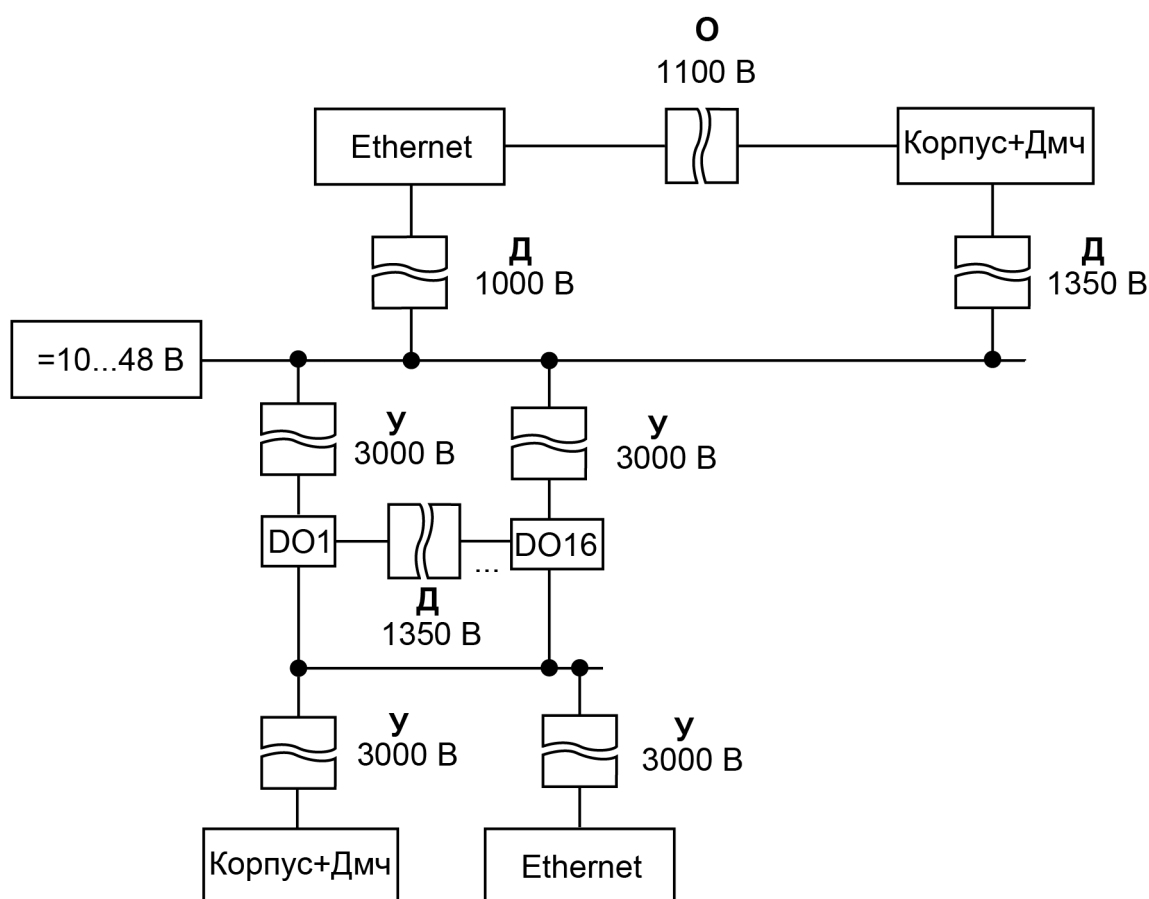 О
1100 В
Ethernet
Корпус+Дмч
Д
1000 В
Д
1350 В
=10...48 В
У
3000 В
У
3000 В
DO1
...
DO16
Д
1350 В
У
3000 В
У
3000 В
Корпус+Дмч
Ethernet